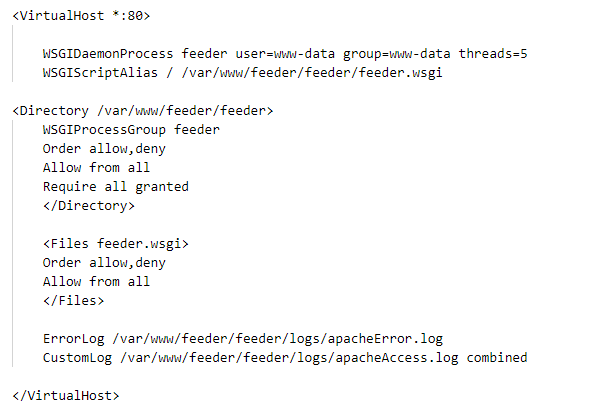 <VirtualHost *:80>
WSGIDaemonProcess feeder user=www-data group=www-data threads=5
WSGIScriptAlias / /var/www/feeder/feeder/feeder.wsgi
<Directory /var/www/feeder/feeder>
WSGIProcessGroup feeder
Order allow,deny
Allow from all
Require all granted
</Directory>
<Files feeder.wsgi>
Order allow,deny
Allow from all
</Files>
ErrorLog /var/www/feeder/feeder/logs/apacheError.log
CustomLog /var/www/feeder/feeder/logs/apacheAccess.log combined
</VirtualHost>